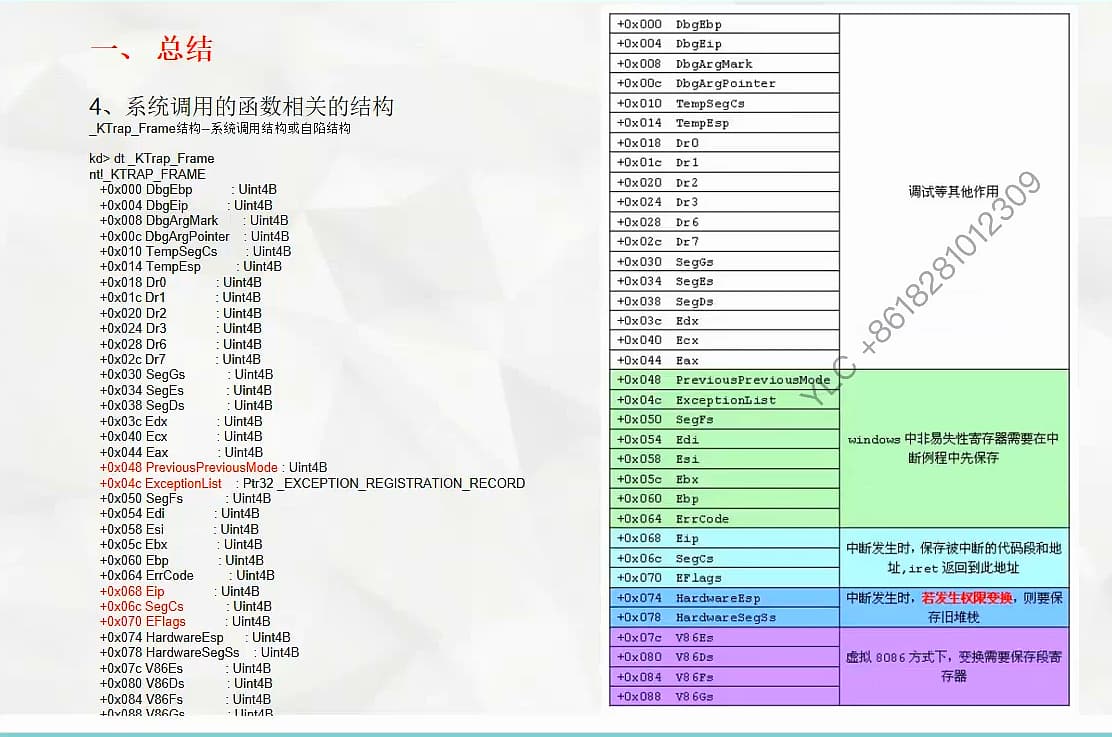 一、 总结
4、系统调用的函数相关的结构
_KTrap_Frame结构–系统调用结构或自陷结构
kd> dt _KTrap_Frame
nt!_KTRAP_FRAME
+0x000 DbgEbp : Uint4B
+0x004 DbgEip : Uint4B
+0x008 DbgArgMark : Uint4B
+0x00c DbgArgPointer : Uint4B
+0x010 TempSegCs : Uint4B
+0x014 TempEsp : Uint4B
+0x018 Dr0 : Uint4B
+0x01c Dr1 : Uint4B
+0x020 Dr2 : Uint4B
+0x024 Dr3 : Uint4B
+0x028 Dr6 : Uint4B
+0x02c Dr7 : Uint4B
+0x030 SegGs : Uint4B
+0x034 SegEs : Uint4B
+0x038 SegDs : Uint4B
+0x03c Edx : Uint4B
+0x040 Ecx : Uint4B
+0x044 Eax : Uint4B
+0x048 PreviousPreviousMode : Uint4B
+0x04c ExceptionList : Ptr32 _EXCEPTION_REGISTRATION_RECORD
+0x050 SegFs : Uint4B
+0x054 Edi : Uint4B
+0x058 Esi : Uint4B
+0x05c Ebx : Uint4B
+0x060 Ebp : Uint4B
+0x064 ErrCode : Uint4B
+0x068 Eip : Uint4B
+0x06c SegCs : Uint4B
+0x070 EFlags : Uint4B
+0x074 HardwareEsp : Uint4B
+0x078 HardwareSegSs : Uint4B
+0x07c V86Es : Uint4B
+0x080 V86Ds : Uint4B
+0x084 V86Fs : Uint4B
+0x088 V86Gs : Uint4B
+0x000 DbgEbp
+0x004 DbgEip
+0x008 DbgArgMark
+0x00c DbgArgPointer
+0x010 TempSegCs
+0x014 TempEsp
+0x018 Dr0
+0x01c Dr1
+0x020 Dr2
+0x024 Dr3
+0x028 Dr6
+0x02c Dr7
+0x030 SegGs
+0x034 SegEs
+0x038 SegDs
+0x03c Edx
+0x040 Ecx
+0x044 Eax
调试等其他作用
+0x048 PreviousPreviousMode
+0x04c ExceptionList
+0x050 SegFs
+0x054 Edi
+0x058 Esi
+0x05c Ebx
+0x060 Ebp
+0x064 ErrCode
windows 中非易失性寄存器需要在中
断例程中先保存
+0x068 Eip
+0x06c SegCs
+0x070 EFlags
中断发生时，保存被中断的代码段和地
址,iret 返回到此地址
+0x074 HardwareEsp
+0x078 HardwareSegSs
中断发生时，若发生权限变换，则要保
存旧堆栈
+0x07c V86Es
+0x080 V86Ds
+0x084 V86Fs
+0x088 V86Gs
虚拟 8086 方式下，变换需要保存段寄
存器
YLC +8618281012309